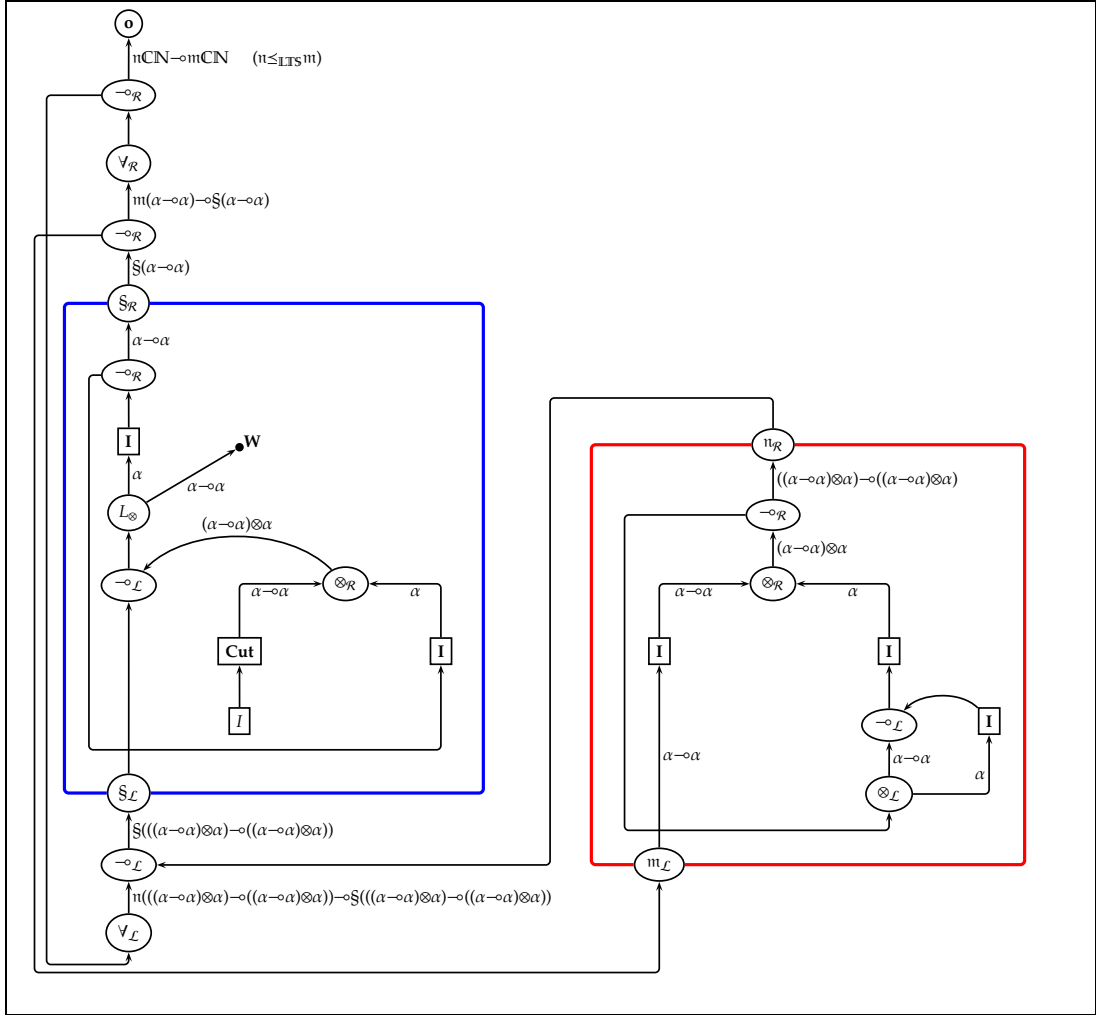 o
𝔫ℂℕ⊸𝔪ℂℕ (𝔫⪯𝕃𝕋𝕊𝔪)
⊸ℛ
∀ℛ
𝔪(α⊸α)⊸§(α⊸α)
⊸ℛ
§(α⊸α)
§ℛ
α⊸α
⊸ℛ
I
W
α
α⊸α
L⊗
(α⊸α)⊗α
⊸ℒ
⊗ℛ
α⊸α
α
Cut
I
I
§ℒ
§(((α⊸α)⊗α)⊸((α⊸α)⊗α))
⊸ℒ
𝔫(((α⊸α)⊗α)⊸((α⊸α)⊗α))⊸§(((α⊸α)⊗α)⊸((α⊸α)⊗α))
∀ℒ
𝔫ℛ
((α⊸α)⊗α)⊸((α⊸α)⊗α)
⊸ℛ
(α⊸α)⊗α
⊗ℛ
α⊸α
α
I
I
⊸ℒ
I
α⊸α
α⊸α
α
⊗ℒ
𝔪ℒ